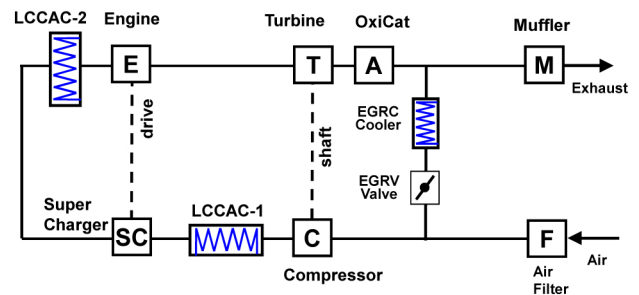 LCCAC-2
Engine
Turbine
OxiCat
Muffler
E
T
A
M
Exhaust
drive
shaft
EGRC
Cooler
EGRV
Valve
Super
Charger
LCCAC-1
SC
C
F
Compressor
Air
Filter
Air